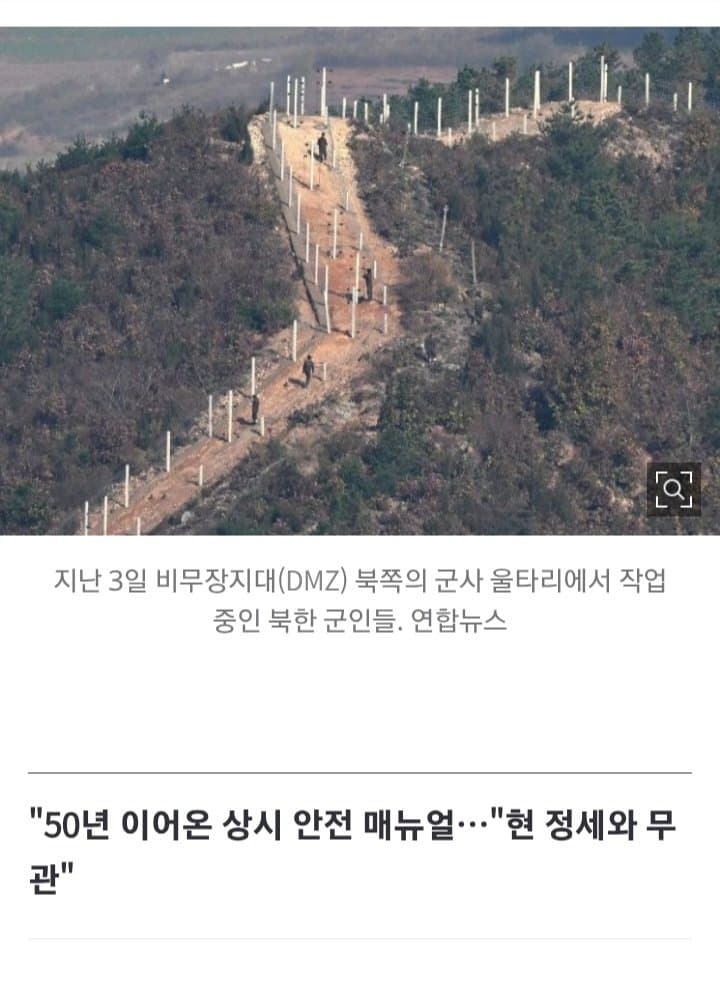 지난 3일 비무장지대(DMZ) 북쪽의 군사 울타리에서 작업
중인 북한 군인들. 연합뉴스
"50년 이어온 상시 안전 매뉴얼…"현 정세와 무
관"